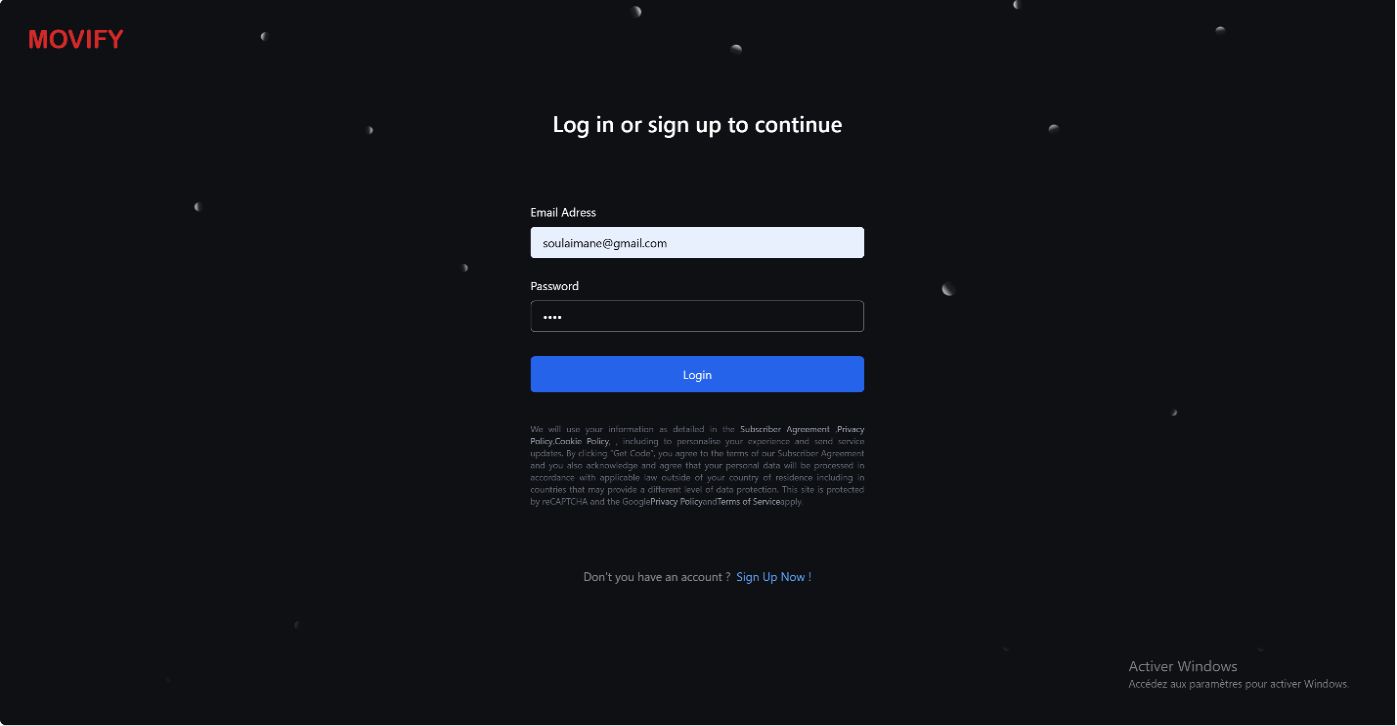 MOVIFY
Log in or sign up to continue
Email Adress
soulaimane@gmail.com
Password
••••
Login
We will use your information as detailed in the Subscriber Agreement ,Privacy
Policy,Cookie Policy, , including to personalise your experience and send service
updates. By clicking "Get Code", you agree to the terms of our Subscriber Agreement
and you also acknowledge and agree that your personal data will be processed in
accordance with applicable law outside of your country of residence including in
countries that may provide a different level of data protection. This site is protected
by reCAPTCHA and the GooglePrivacy PolicyandTerms of Serviceapply.
Don't you have an account ? Sign Up Now !
Activer Windows
Accédez aux paramètres pour activer Windows.